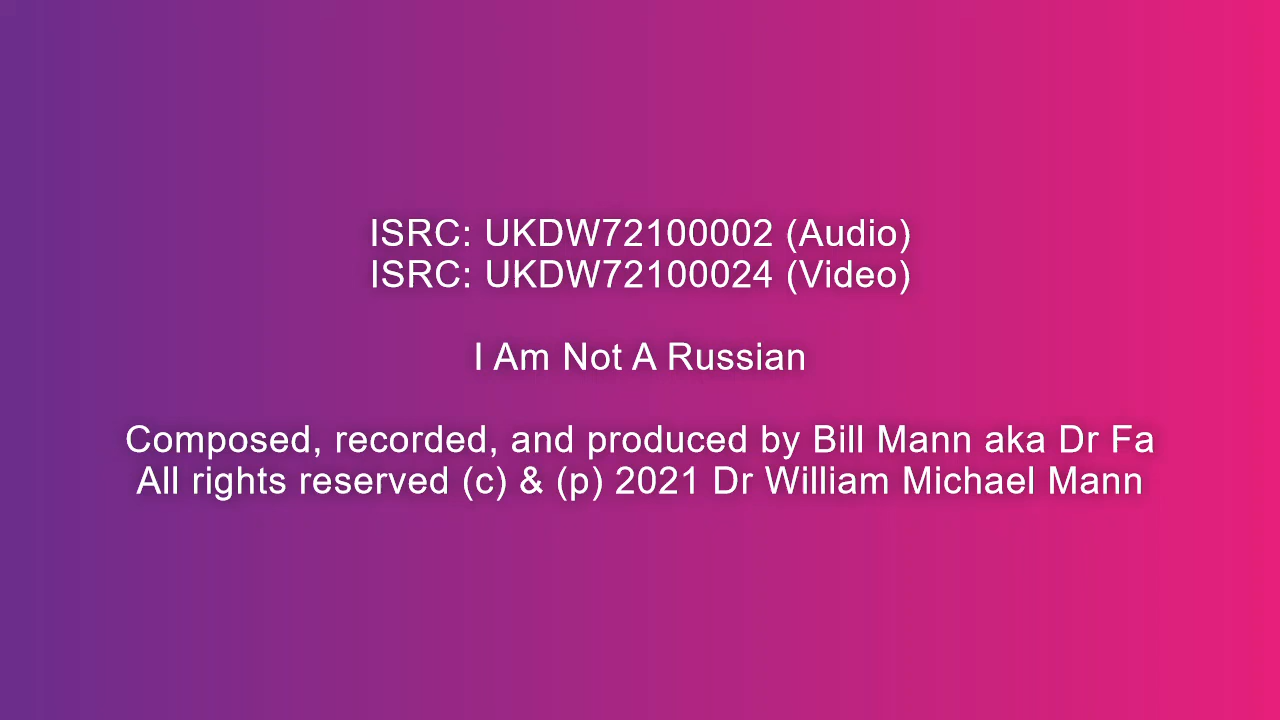 ISRC: UKDW72100002 (Audio)
ISRC: UKDW72100024 (Video)
I Am Not A Russian
Composed, recorded, and produced by Bill Mann aka Dr Fa
All rights reserved (c) & (p) 2021 Dr William Michael Mann